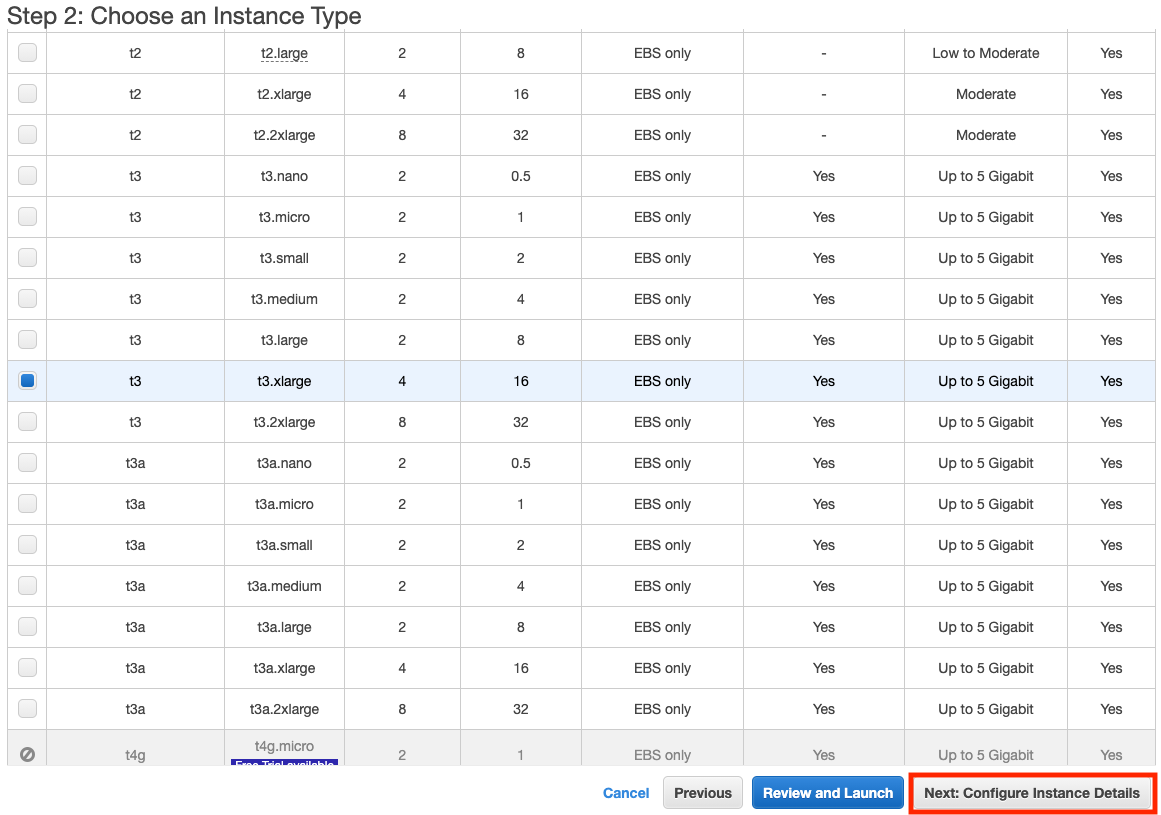 Step 2: Choose an Instance Type
t2 t2.large 2 8 EBS only - Low to Moderate Yes
t2 t2.xlarge 4 16 EBS only - Moderate Yes
t2 t2.2xlarge 8 32 EBS only - Moderate Yes
t3 t3.nano 2 0.5 EBS only Yes Up to 5 Gigabit Yes
t3 t3.micro 2 1 EBS only Yes Up to 5 Gigabit Yes
t3 t3.small 2 2 EBS only Yes Up to 5 Gigabit Yes
t3 t3.medium 2 4 EBS only Yes Up to 5 Gigabit Yes
t3 t3.large 2 8 EBS only Yes Up to 5 Gigabit Yes
t3 t3.xlarge 4 16 EBS only Yes Up to 5 Gigabit Yes
t3 t3.2xlarge 8 32 EBS only Yes Up to 5 Gigabit Yes
t3a t3a.nano 2 0.5 EBS only Yes Up to 5 Gigabit Yes
t3a t3a.micro 2 1 EBS only Yes Up to 5 Gigabit Yes
t3a t3a.small 2 2 EBS only Yes Up to 5 Gigabit Yes
t3a t3a.medium 2 4 EBS only Yes Up to 5 Gigabit Yes
t3a t3a.large 2 8 EBS only Yes Up to 5 Gigabit Yes
t3a t3a.xlarge 4 16 EBS only Yes Up to 5 Gigabit Yes
t3a t3a.2xlarge 8 32 EBS only Yes Up to 5 Gigabit Yes
t4g t4g.micro 2 1 EBS only Yes Up to 5 Gigabit Yes
Free Trial available
Cancel Previous Review and Launch Next: Configure Instance Details